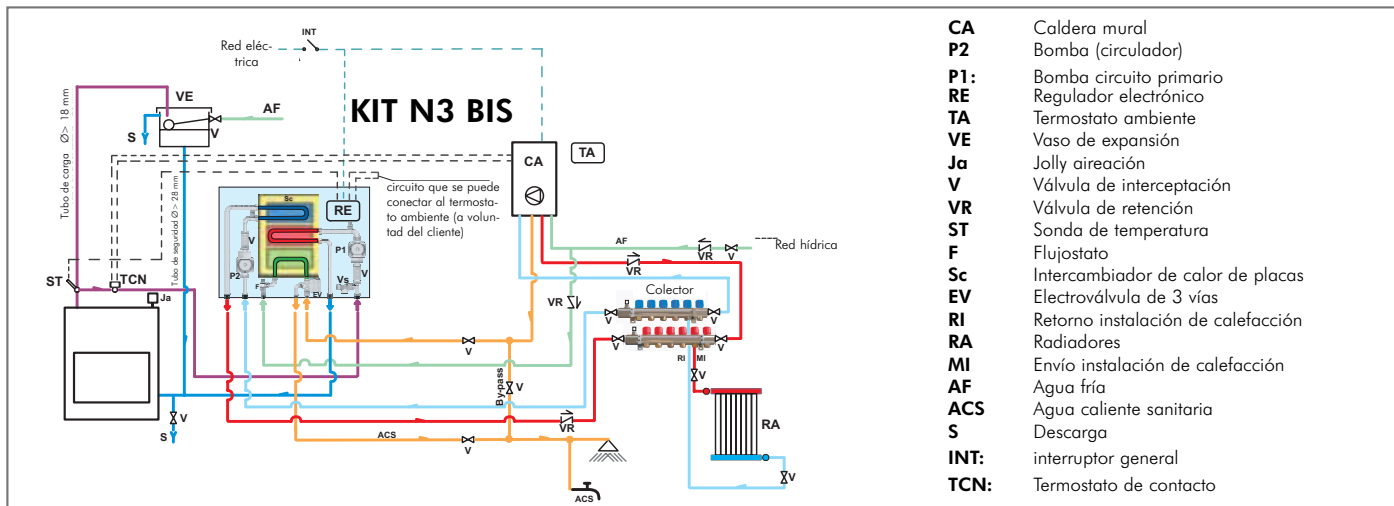 INT
Red eléc-
trica
VE
AF
V
S
KIT N3 BIS
Tubo de carga Ø> 18 mm
Tubo de seguridad Ø > 28 mm
CA
TA
circuito que se puede
conectar al termosta-
to ambiente (a volun-
tad del cliente)
Sc
RE
V
P1
P2
F
EV
Vs
V
ST
TCN
Ja
AF
VR
V
Red hídrica
VR
VR
Colector
V
V
V
V
RI
MI
V
V
By-pass
V
VR
RA
V
V
S
ACS
V
ACS
CA Caldera mural
P2 Bomba (circulador)
P1: Bomba circuito primario
RE Regulador electrónico
TA Termostato ambiente
VE Vaso de expansión
Ja Jolly aireación
V Válvula de interceptación
VR Válvula de retención
ST Sonda de temperatura
F Flujostato
Sc Intercambiador de calor de placas
EV Electroválvula de 3 vías
RI Retorno instalación de calefacción
RA Radiadores
MI Envío instalación de calefacción
AF Agua fría
ACS Agua caliente sanitaria
S Descarga
INT: interruptor general
TCN: Termostato de contacto